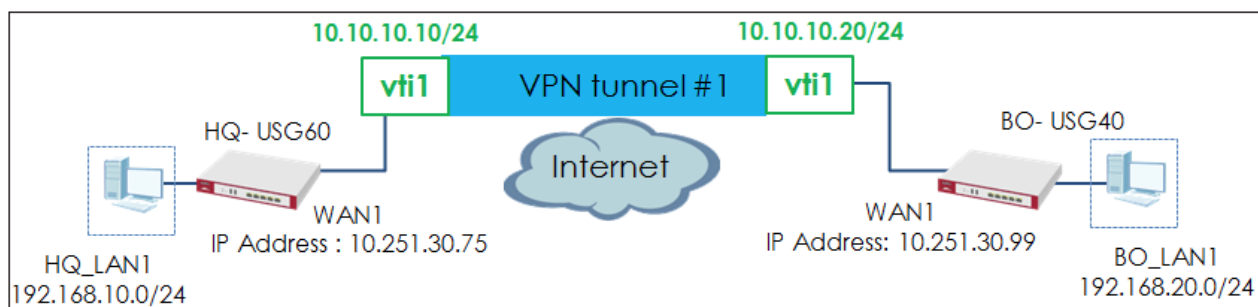 10.10.10.10/24
10.10.10.20/24
vti1
VPN tunnel #1
vti1
HQ- USG60
BO- USG40
Internet
WAN1
IP Address : 10.251.30.75
WAN1
IP Address: 10.251.30.99
HQ_LAN1
192.168.10.0/24
BO_LAN1
192.168.20.0/24